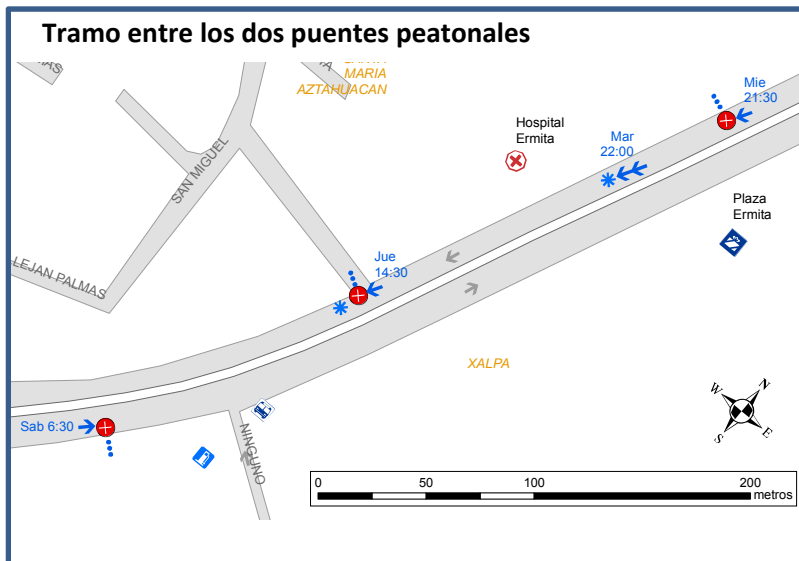 Tramo entre los dos puentes peatonales
MARIA
AZTAHUACAN
Mie
21:30
Hospital
Ermita
Mar
22:00
SAN MIGUEL
Plaza
Ermita
LEJAN PALMAS
Jue
14:30
XALPA
N
W
S
E
Sab 6:30
NINGUNO
0 50 100 200
metros